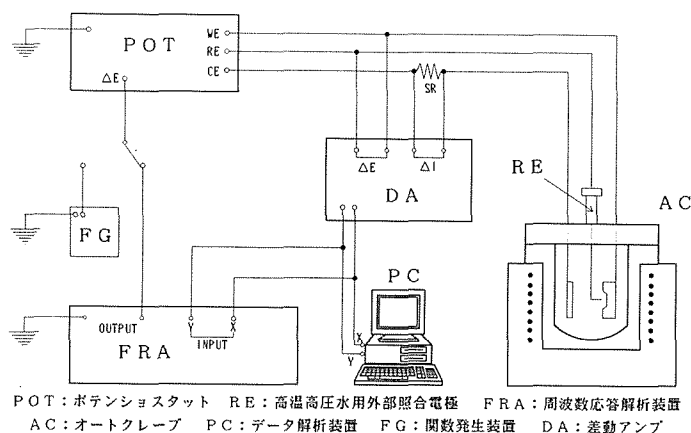 POT
WE
RE
CE
ΔE
SR
ΔE
ΔI
DA
RE
AC
FG
PC
OUTPUT
Y
X
INPUT
FRA
X
Y
POT:ポテンショスタット RE:高温高圧水用外部照合電極 FRA:周波数応答解析装置
AC:オートクレーブ PC:データ解析装置 FG:関数発生装置 DA:差動アンプ